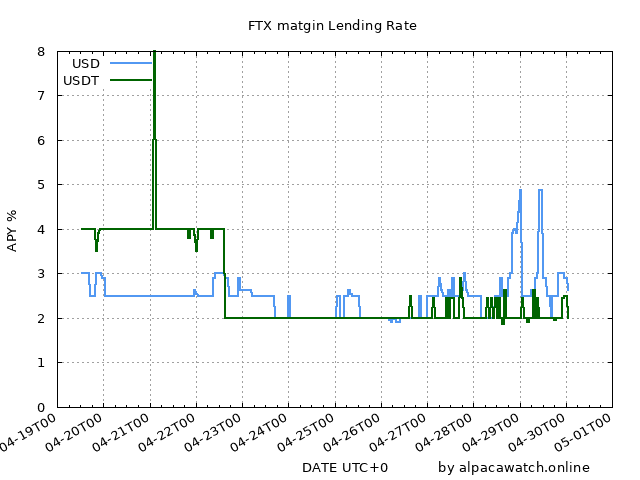 FTX matgin Lending Rate
USD
USDT
8
7
6
5
4
3
2
1
0
APY %
04-19T00
04-20T00
04-21T00
04-22T00
04-23T00
04-24T00
04-25T00
04-26T00
04-27T00
04-28T00
04-29T00
04-30T00
05-01T00
DATE UTC+0
by alpacawatch.online